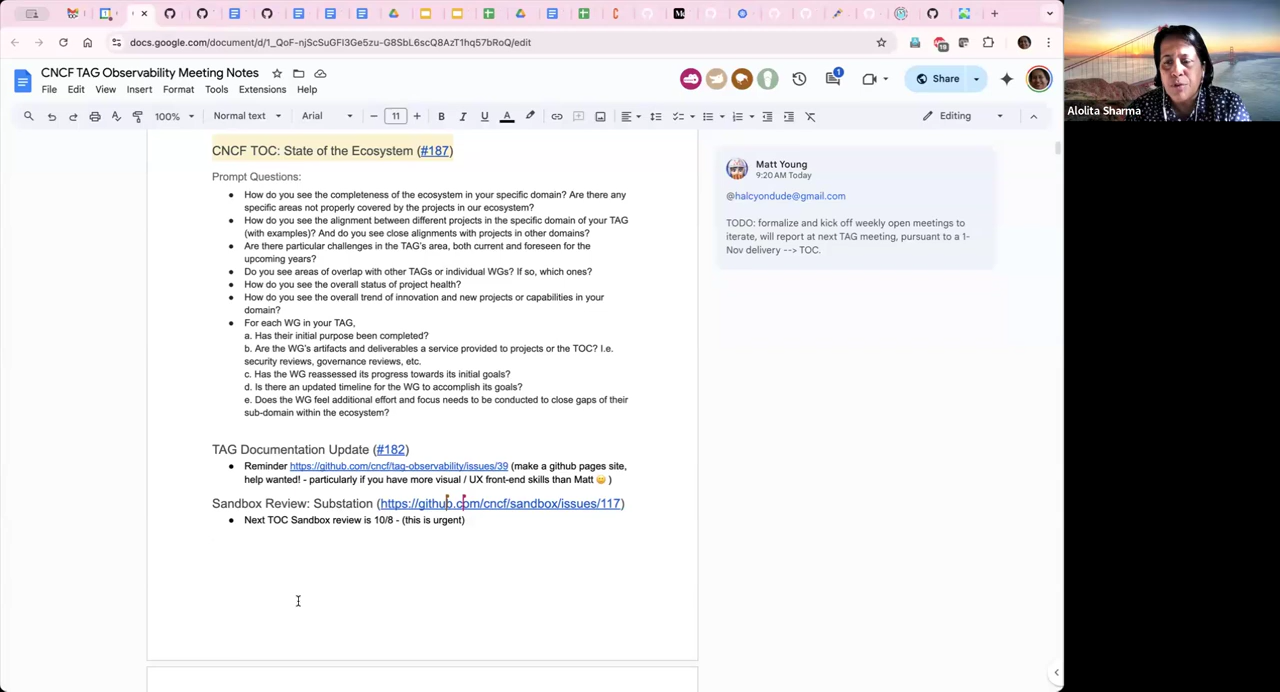 docs.google.com/document/d/1_QoF-njScSuGFI3Ge5zu-G8SbL6scQ8AzT1hq57bRoQ/edit
19
CNCF TAG Observability Meeting Notes
1
Share
File Edit View Insert Format Tools Extensions Help
100% Normal text Arial 11 B I U A Editing
Alolita Sharma
CNCF TOC: State of the Ecosystem (#187)
Prompt Questions:
● How do you see the completeness of the ecosystem in your specific domain? Are there any
specific areas not properly covered by the projects in our ecosystem?
● How do you see the alignment between different projects in the specific domain of your TAG
(with examples)? And do you see close alignments with projects in other domains?
● Are there particular challenges in the TAG's area, both current and foreseen for the
upcoming years?
● Do you see areas of overlap with other TAGs or individual WGs? If so, which ones?
● How do you see the overall status of project health?
● How do you see the overall trend of innovation and new projects or capabilities in your
domain?
● For each WG in your TAG,
a. Has their initial purpose been completed?
b. Are the WG's artifacts and deliverables a service provided to projects or the TOC? I.e.
security reviews, governance reviews, etc.
c. Has the WG reassessed its progress towards its initial goals?
d. Is there an updated timeline for the WG to accomplish its goals?
e. Does the WG feel additional effort and focus needs to be conducted to close gaps of their
sub-domain within the ecosystem?
TAG Documentation Update (#182)
● Reminder https://github.com/cncf/tag-observability/issues/39 (make a github pages site,
help wanted! - particularly if you have more visual / UX front-end skills than Matt 😀 )
Sandbox Review: Substation (https://github.com/cncf/sandbox/issues/117)
● Next TOC Sandbox review is 10/8 - (this is urgent)
Matt Young
9:20 AM Today
@halcyondude@gmail.com
TODO: formalize and kick off weekly open meetings to
iterate, will report at next TAG meeting, pursuant to a 1-
Nov delivery --> TOC.